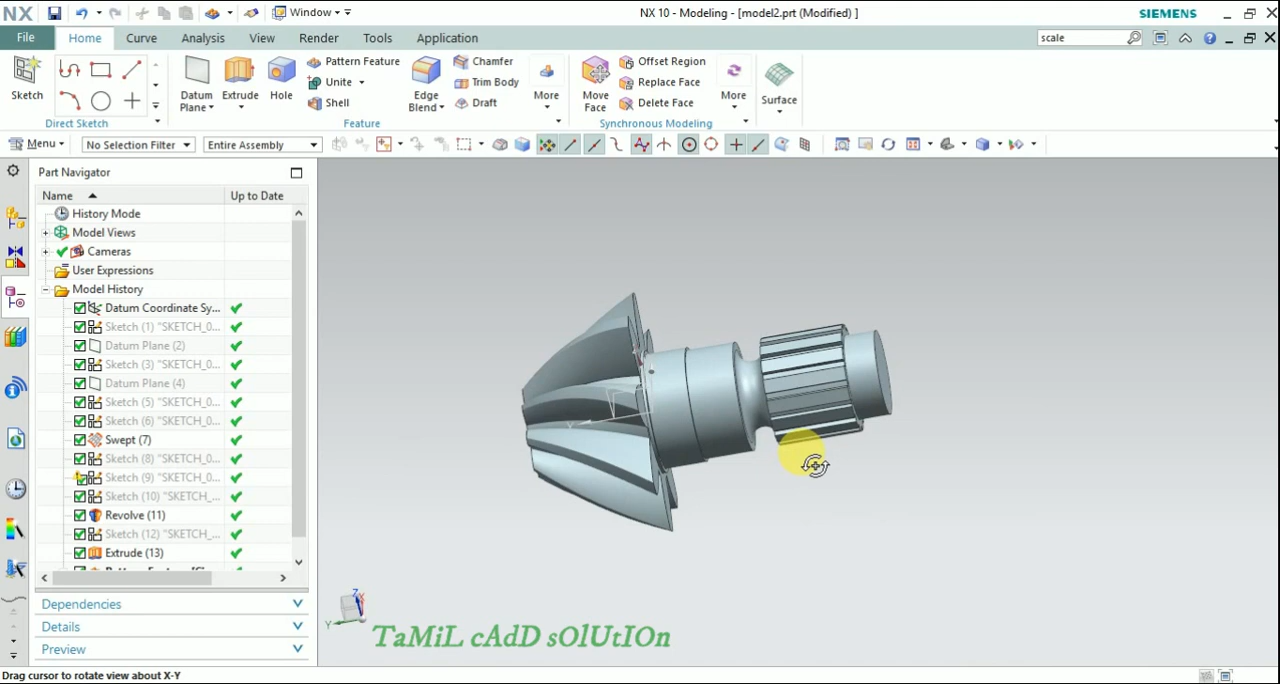 NX
Window
NX 10 - Modeling - [model2.prt (Modified) ]
SIEMENS
File
Home
Curve
Analysis
View
Render
Tools
Application
scale
Sketch
Direct Sketch
Datum
Plane
Extrude
Hole
Pattern Feature
Unite
Shell
Edge
Blend
Chamfer
Trim Body
Draft
More
Feature
Move
Face
Offset Region
Replace Face
Delete Face
More
Synchronous Modeling
Surface
Menu
No Selection Filter
Entire Assembly
Part Navigator
Name
Up to Date
History Mode
Model Views
Cameras
User Expressions
Model History
Datum Coordinate Sy...
Sketch (1) "SKETCH_0...
Datum Plane (2)
Sketch (3) "SKETCH_0...
Datum Plane (4)
Sketch (5) "SKETCH_0...
Sketch (6) "SKETCH_0...
Swept (7)
Sketch (8) "SKETCH_0...
Sketch (9) "SKETCH_0...
Sketch (10) "SKETCH_...
Revolve (11)
Sketch (12) "SKETCH_...
Extrude (13)
Dependencies
Details
Preview
Z
Y
TaMiL cAdD sOlUtIOn
Drag cursor to rotate view about X-Y